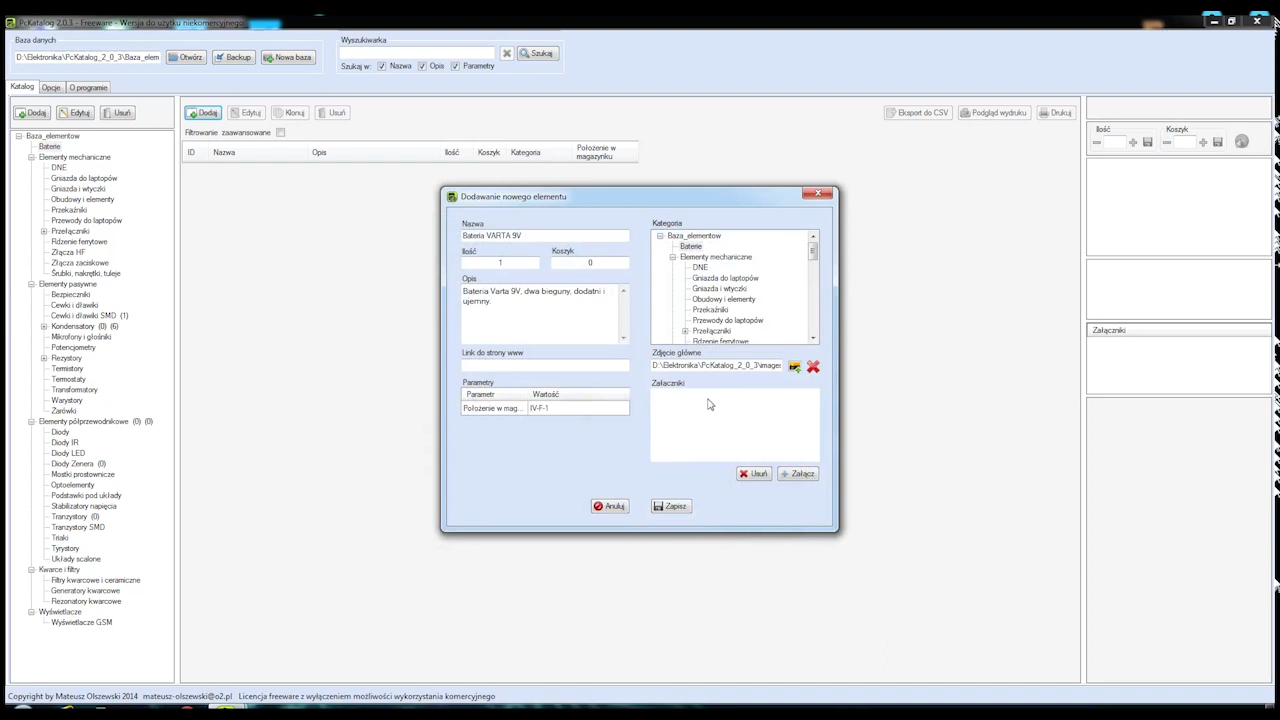 PcKatalog 2.0.3 - Freeware - Wersja do użytku niekomercyjnego
Baza danych
D:\Elektronika\PcKatalog_2_0_3\Baza_elem
Otwórz
Backup
Nowa baza
Wyszukiwarka
Szukaj
Szukaj w:
Nazwa
Opis
Parametry
Katalog
Opcje
O programie
Dodaj
Edytuj
Usuń
Dodaj
Edytuj
Klonuj
Usuń
Eksport do CSV
Podgląd wydruku
Drukuj
Filtrowanie zaawansowane
ID
Nazwa
Opis
Ilość
Koszyk
Kategoria
Położenie w
magazynku
Ilość
Koszyk
Załączniki
Baza_elementow
Baterie
Elementy mechaniczne
DNE
Gniazda do laptopów
Gniazda i wtyczki
Obudowy i elementy
Przekaźniki
Przewody do laptopów
Przełączniki
Rdzenie ferrytowe
Złącza HF
Złącza zaciskowe
Śrubki, nakrętki, tuleje
Elementy pasywne
Bezpieczniki
Cewki i dławiki
Cewki i dławiki SMD (1)
Kondensatory (0) (6)
Mikrofony i głośniki
Potencjometry
Rezystory
Termistory
Termostaty
Transformatory
Warystory
Żarówki
Elementy półprzewodnikowe (0) (0)
Diody
Diody IR
Diody LED
Diody Zenera (0)
Mostki prostownicze
Optoelementy
Podstawki pod układy
Stabilizatory napięcia
Tranzystory (0)
Tranzystory SMD
Triaki
Tyrystory
Układy scalone
Kwarce i filtry
Filtry kwarcowe i ceramiczne
Generatory kwarcowe
Rezonatory kwarcowe
Wyświetlacze
Wyświetlacze GSM
Dodawanie nowego elementu
Nazwa
Bateria VARTA 9V
Ilość
Koszyk
1
0
Opis
Bateria Varta 9V, dwa bieguny, dodatni i
ujemny.
Link do strony www
Parametry
Parametr
Wartość
Położenie w mag...
IV-F-1
Kategoria
Baza_elementow
Baterie
Elementy mechaniczne
DNE
Gniazda do laptopów
Gniazda i wtyczki
Obudowy i elementy
Przekaźniki
Przewody do laptopów
Przełączniki
Rdzenie ferrytowe
Zdjęcie główne
D:\Elektronika\PcKatalog_2_0_3\images
Załaczniki
Usuń
Załącz
Anuluj
Zapisz
Copyright by Mateusz Olszewski 2014 mateusz-olszewski@o2.pl Licencja freeware z wyłączeniem możliwości wykorzystania komercyjnego